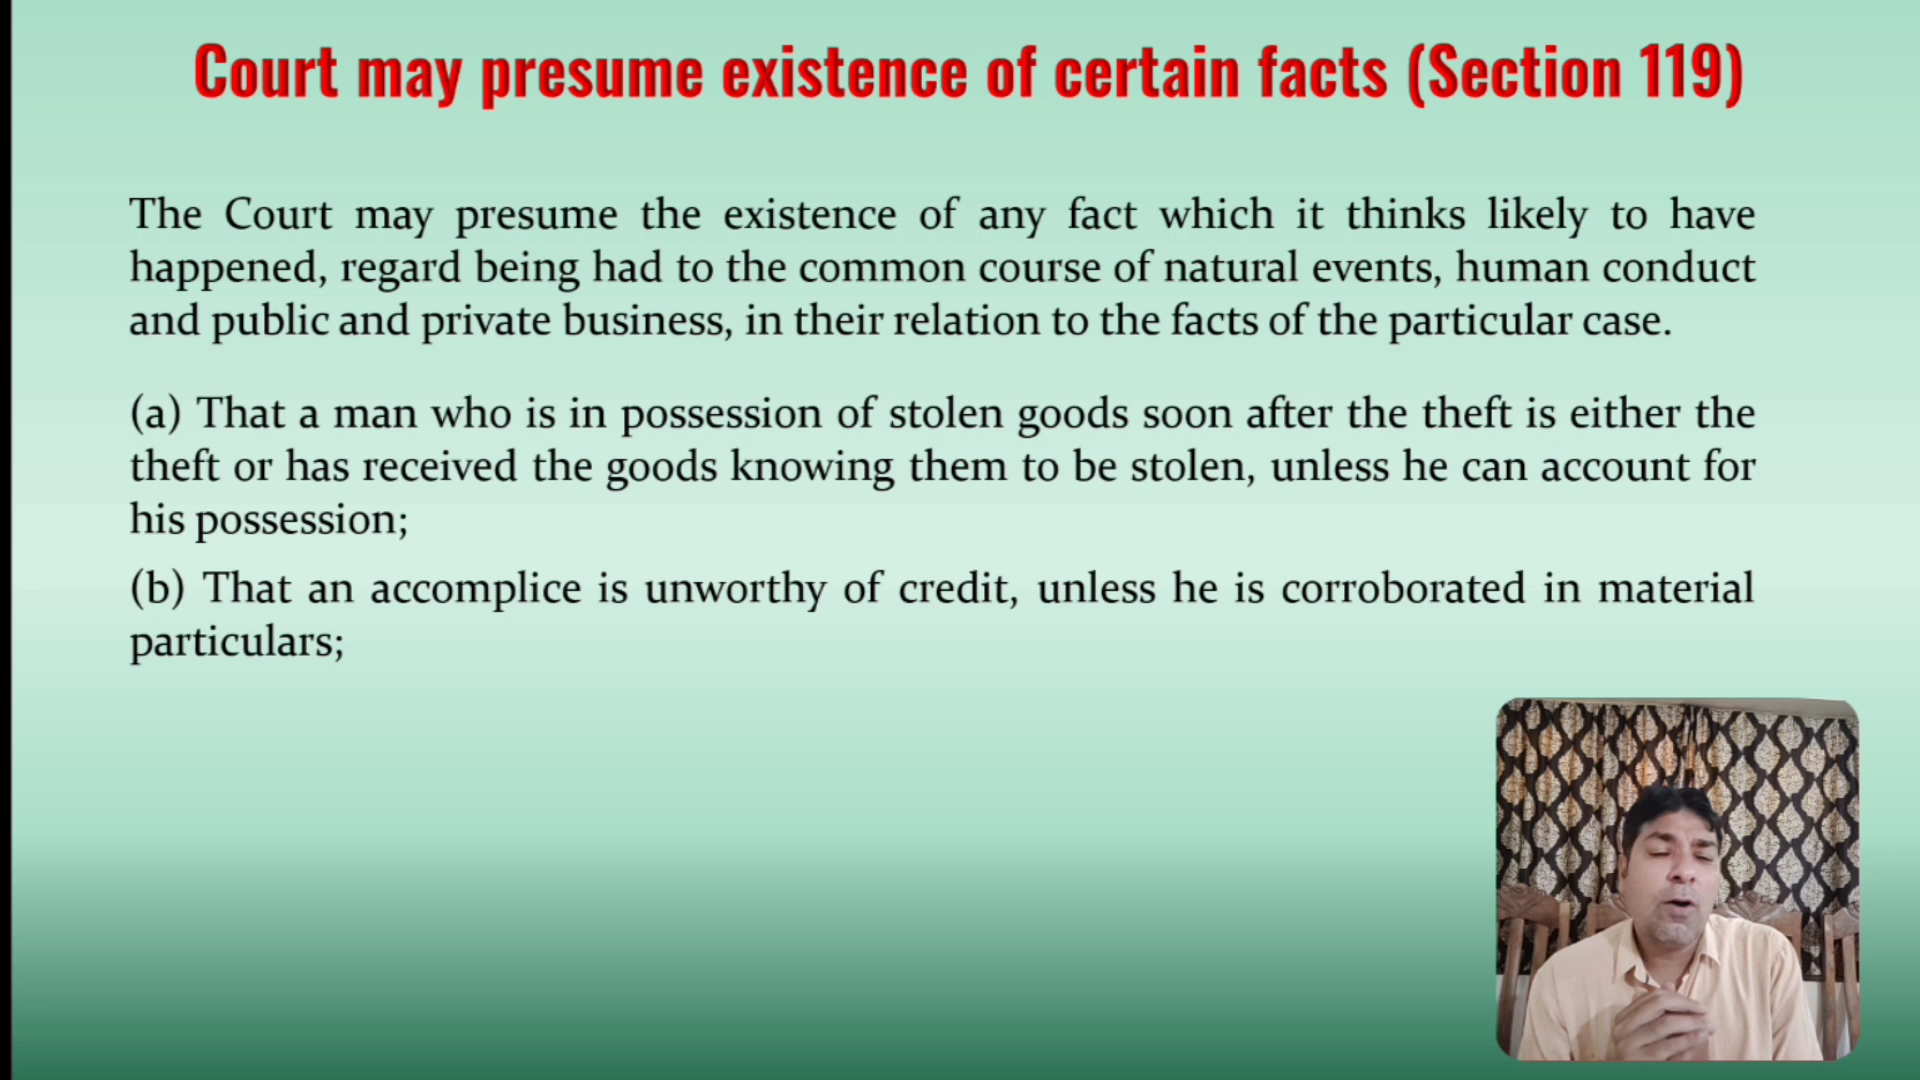 Court may presume existence of certain facts (Section 119)
The Court may presume the existence of any fact which it thinks likely to have
happened, regard being had to the common course of natural events, human conduct
and public and private business, in their relation to the facts of the particular case.
(a) That a man who is in possession of stolen goods soon after the theft is either the
theft or has received the goods knowing them to be stolen, unless he can account for
his possession;
(b) That an accomplice is unworthy of credit, unless he is corroborated in material
particulars;